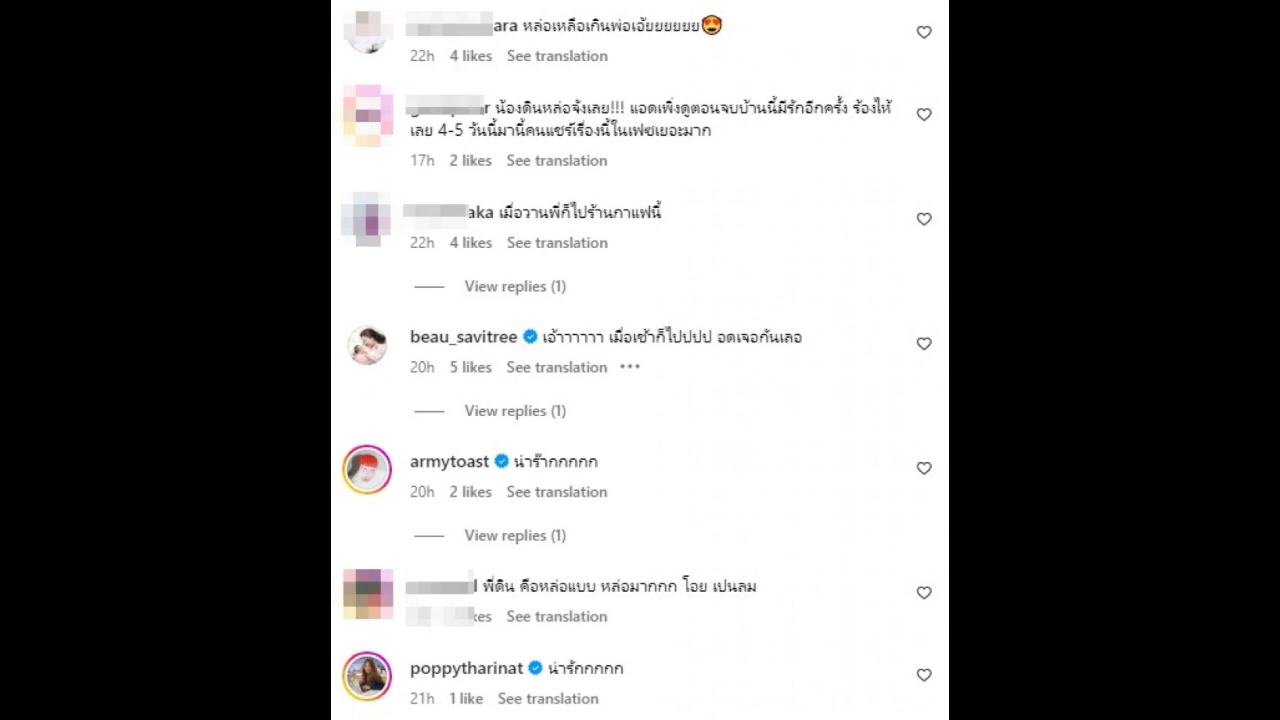 ara หล่อเหลือเกินพ่อเอ้ยยยยยย😍
22h 4 likes See translation
r น้องดินหล่อจังเลย!!! แอดเพิ่งดูตอนจบบ้านนี้มีรักอีกครั้ง ร้องไห้
เลย 4-5 วันนี้มานี้คนแชร์เรื่องนี้ในเฟซเยอะมาก
17h 2 likes See translation
aka เมื่อวานพี่ก็ไปร้านกาแฟนี้
22h 4 likes See translation
View replies (1)
beau_savitree เอ้าาาาาา เมื่อเช้าก็ไปปปป อดเจอกันเลอ
20h 5 likes See translation •••
View replies (1)
armytoast น่าร๊ากกกกก
20h 2 likes See translation
View replies (1)
l พี่ดิน คือหล่อแบบ หล่อมากกก โอย เปนลม
kes See translation
poppytharinat น่ารักกกกก
21h 1 like See translation